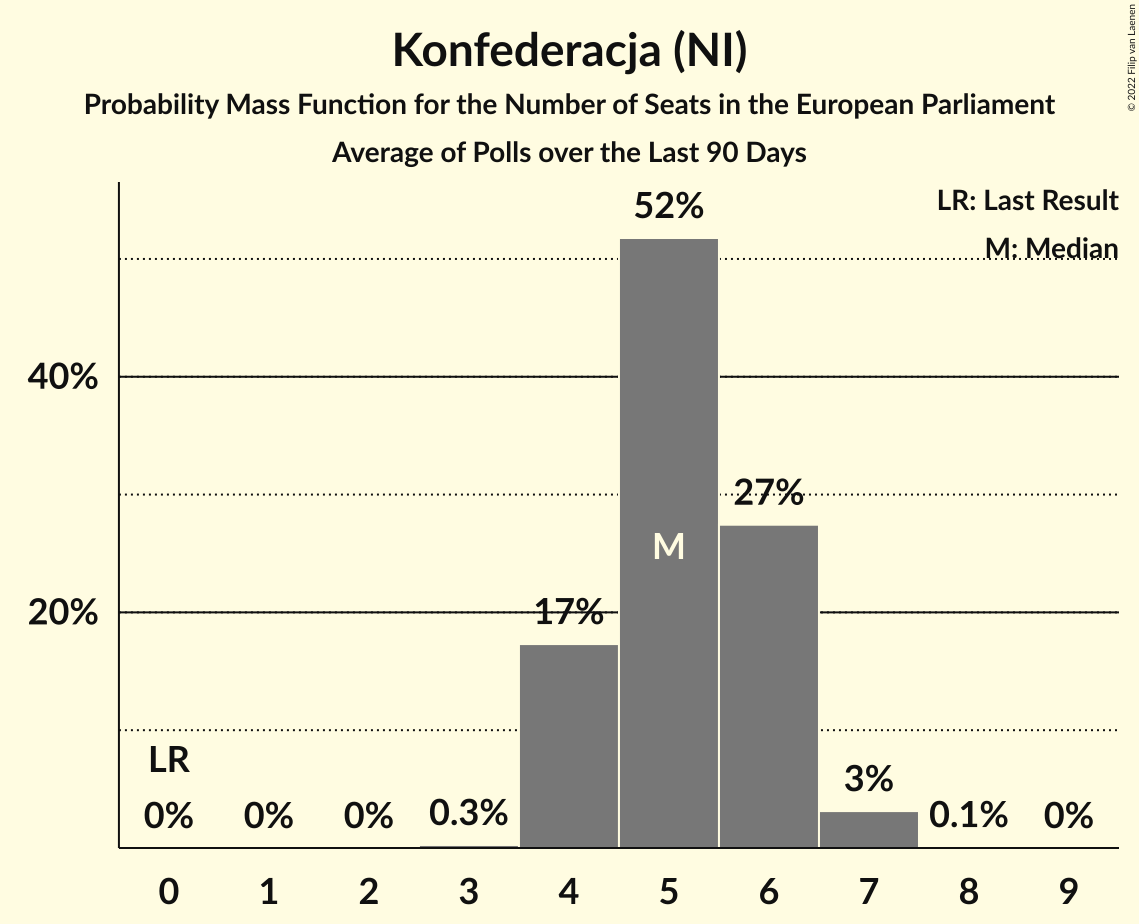 Konfederacja (NI)
Probability Mass Function for the Number of Seats in the European Parliament
Average of Polls over the Last 90 Days
© 2022 Filip van Laenen
LR: Last Result
M: Median
52%
40%
27%
M
20%
17%
LR
0% 0% 0% 0.3% 3% 0.1% 0%
0 1 2 3 4 5 6 7 8 9